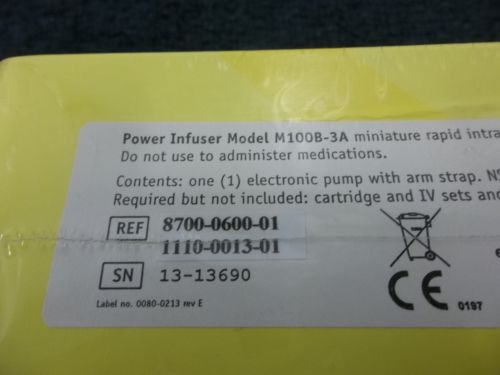 Power Infuser Model M100B-3A miniature rapid intra
Do not use to administer medications.
Contents: one (1) electronic pump with arm strap. NS
Required but not included: cartridge and IV sets and
REF 8700-0600-01
1110-0013-01
SN 13-13690
Label no. 0080-0213 rev E
CE 0197